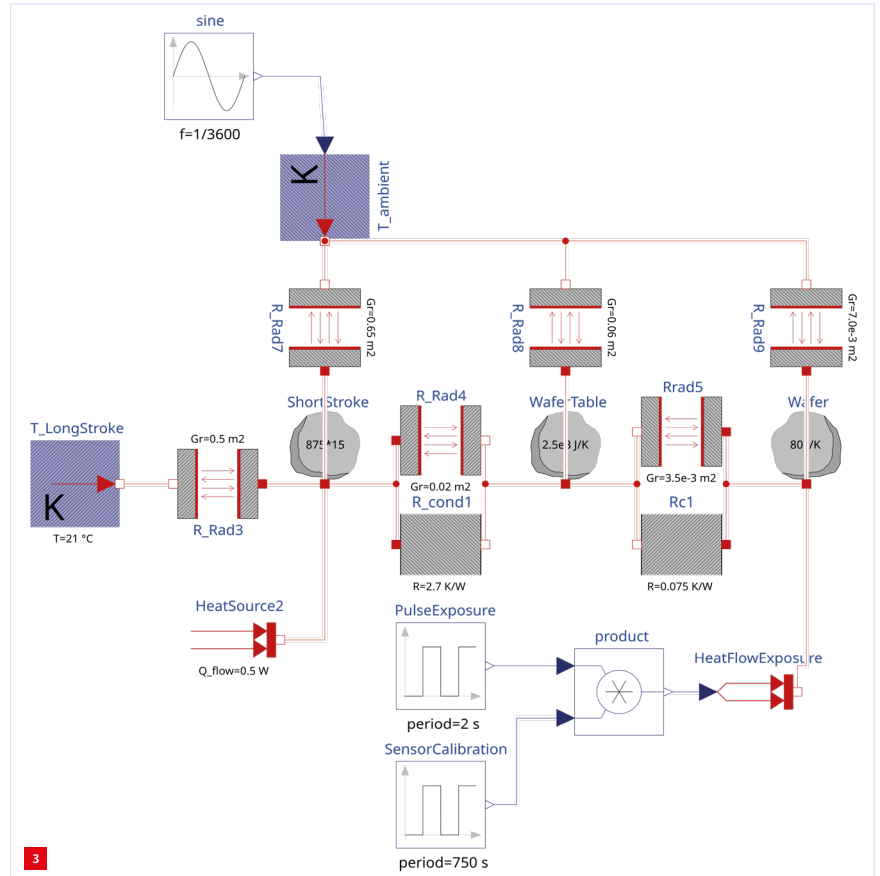 sine
f=1/3600
K
T_ambient
R_Rad7
Gr=0.65 m2
R_Rad8
Gr=0.06 m2
R_Rad9
Gr=7.0e-3 m2
ShortStroke
875*15
R_Rad4
Gr=0.02 m2
WaferTable
2.5e3 J/K
Rrad5
Gr=3.5e-3 m2
Wafer
80 J/K
T_LongStroke
K
T=21 °C
Gr=0.5 m2
R_Rad3
R_cond1
R=2.7 K/W
Rc1
R=0.075 K/W
HeatSource2
Q_flow=0.5 W
PulseExposure
period=2 s
product
HeatFlowExposure
SensorCalibration
period=750 s
3